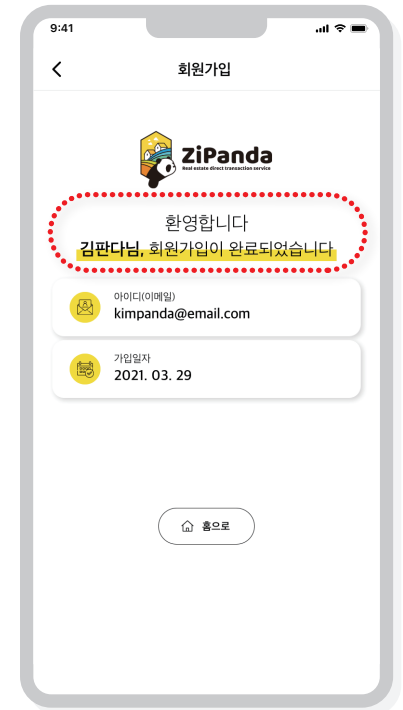 9:41
회원가입
ZiPanda
Real estate direct transaction service
환영합니다
김판다님, 회원가입이 완료되었습니다
아이디(이메일)
kimpanda@email.com
가입일자
2021. 03. 29
홈으로